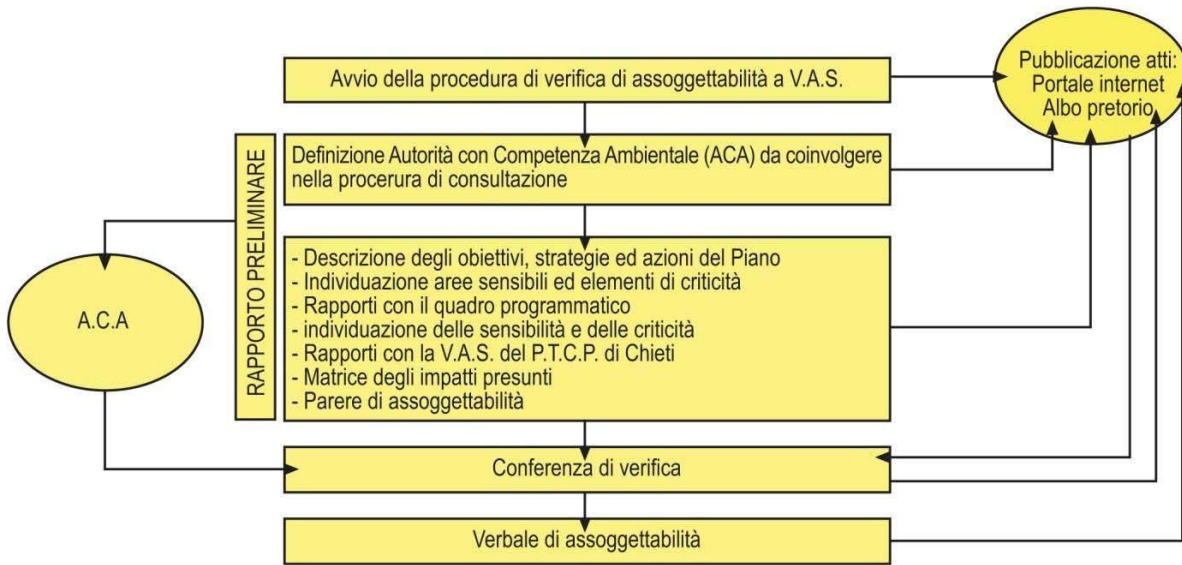 Avvio della procedura di verifica di assoggettabilità a V.A.S.
Pubblicazione atti:
Portale internet
Albo pretorio
RAPPORTO PRELIMINARE
Definizione Autorità con Competenza Ambientale (ACA) da coinvolgere
nella procerura di consultazione
A.C.A
- Descrizione degli obiettivi, strategie ed azioni del Piano
- Individuazione aree sensibili ed elementi di criticità
- Rapporti con il quadro programmatico
- individuazione delle sensibilità e delle criticità
- Rapporti con la V.A.S. del P.T.C.P. di Chieti
- Matrice degli impatti presunti
- Parere di assoggettabilità
Conferenza di verifica
Verbale di assoggettabilità